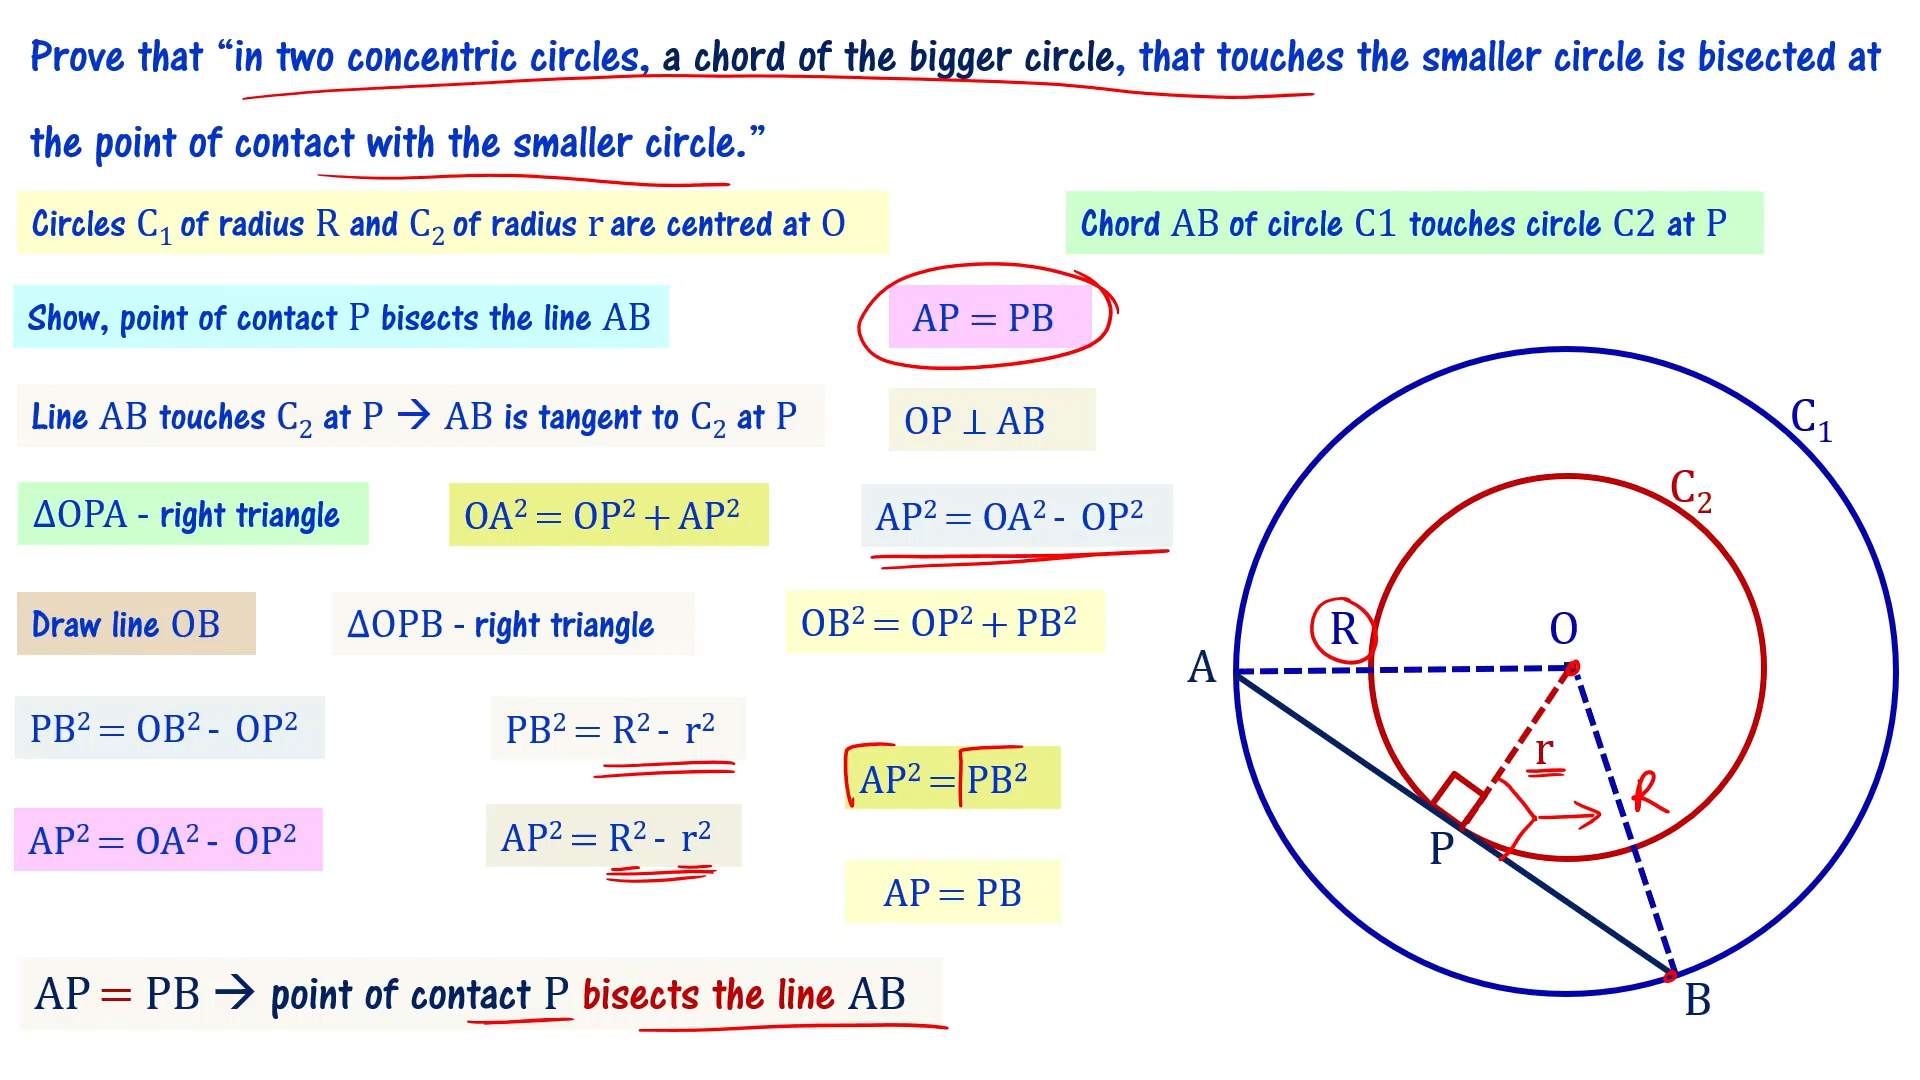 Prove that “in two concentric circles, a chord of the bigger circle, that touches the smaller circle is bisected at
the point of contact with the smaller circle.”
Circles C₁ of radius R and C₂ of radius r are centred at O
Chord AB of circle C1 touches circle C2 at P
Show, point of contact P bisects the line AB
AP = PB
Line AB touches C₂ at P → AB is tangent to C₂ at P
OP ⊥ AB
ΔOPA - right triangle
OA² = OP² + AP²
AP² = OA² - OP²
Draw line OB
ΔOPB - right triangle
OB² = OP² + PB²
PB² = OB² - OP²
PB² = R² - r²
AP² = PB²
AP² = OA² - OP²
AP² = R² - r²
AP = PB
AP = PB → point of contact P bisects the line AB
C₁
C₂
R
O
A
r
R
P
B